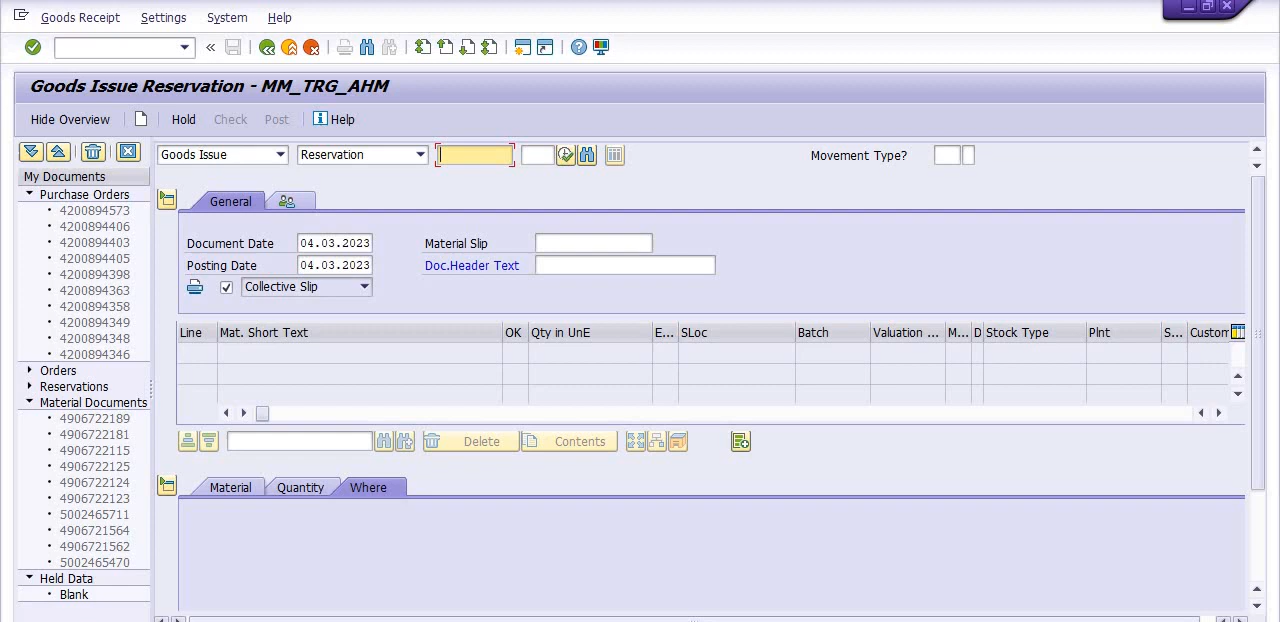 Goods Receipt Settings System Help
Goods Issue Reservation - MM_TRG_AHM
Hide Overview Hold Check Post Help
Goods Issue Reservation Movement Type?
My Documents
Purchase Orders
4200894573
4200894406
4200894403
4200894405
4200894398
4200894363
4200894358
4200894349
4200894348
4200894346
Orders
Reservations
Material Documents
4906722189
4906722181
4906722115
4906722125
4906722124
4906722123
5002465711
4906721564
4906721562
5002465470
Held Data
Blank
General
Document Date 04.03.2023 Material Slip
Posting Date 04.03.2023 Doc.Header Text
Collective Slip
Line Mat. Short Text OK Qty in UnE E... SLoc Batch Valuation ... M... D Stock Type Plnt S... Custom
Delete Contents
Material Quantity Where